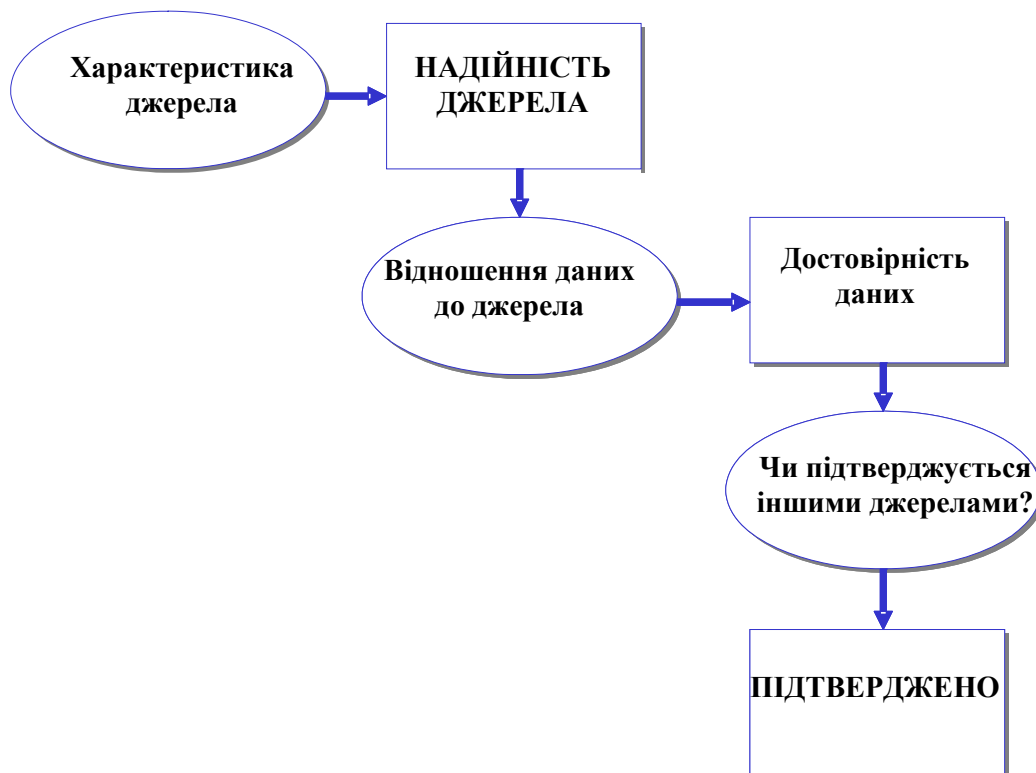 Характеристика
джерела
НАДІЙНІСТЬ
ДЖЕРЕЛА
Відношення даних
до джерела
Достовірність
даних
Чи підтверджується
іншими джерелами?
ПІДТВЕРДЖЕНО